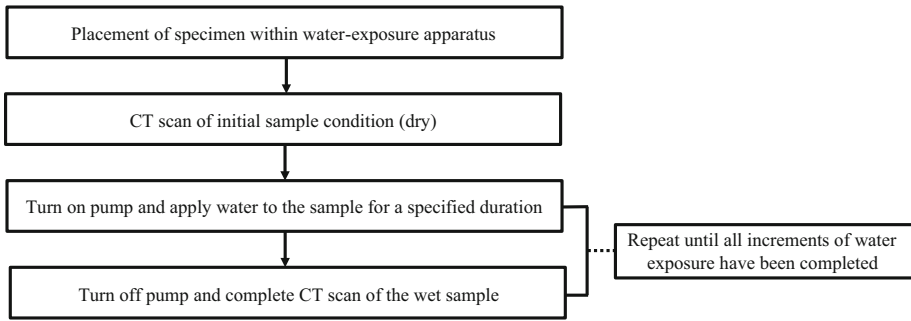 Placement of specimen within water-exposure apparatus
CT scan of initial sample condition (dry)
Turn on pump and apply water to the sample for a specified duration
Turn off pump and complete CT scan of the wet sample
Repeat until all increments of water
exposure have been completed